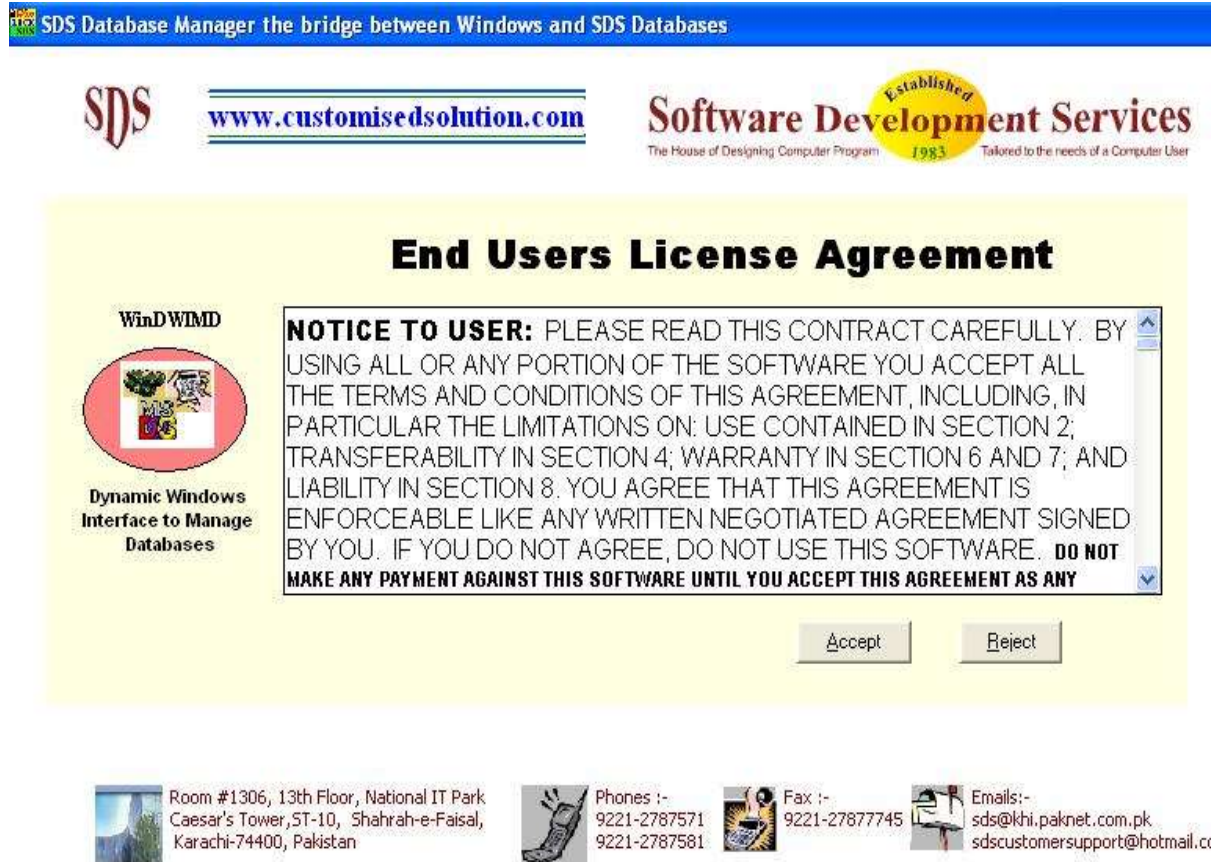 SDS Database Manager the bridge between Windows and SDS Databases
SDS
www.customisedsolution.com
Established
Software Development Services
The House of Designing Computer Program
1983
Tailored to the needs of a Computer User
End Users License Agreement
WinDWIMD
Dynamic Windows
Interface to Manage
Databases
NOTICE TO USER: PLEASE READ THIS CONTRACT CAREFULLY. BY
USING ALL OR ANY PORTION OF THE SOFTWARE YOU ACCEPT ALL
THE TERMS AND CONDITIONS OF THIS AGREEMENT, INCLUDING, IN
PARTICULAR THE LIMITATIONS ON: USE CONTAINED IN SECTION 2;
TRANSFERABILITY IN SECTION 4; WARRANTY IN SECTION 6 AND 7; AND
LIABILITY IN SECTION 8. YOU AGREE THAT THIS AGREEMENT IS
ENFORCEABLE LIKE ANY WRITTEN NEGOTIATED AGREEMENT SIGNED
BY YOU. IF YOU DO NOT AGREE, DO NOT USE THIS SOFTWARE. DO NOT
MAKE ANY PAYMENT AGAINST THIS SOFTWARE UNTIL YOU ACCEPT THIS AGREEMENT AS ANY
Accept
Reject
Room #1306, 13th Floor, National IT Park
Caesar's Tower,ST-10, Shahrah-e-Faisal,
Karachi-74400, Pakistan
Phones :-
9221-2787571
9221-2787581
Fax :-
9221-27877745
Emails:-
sds@khi.paknet.com.pk
sdscustomersupport@hotmail.co